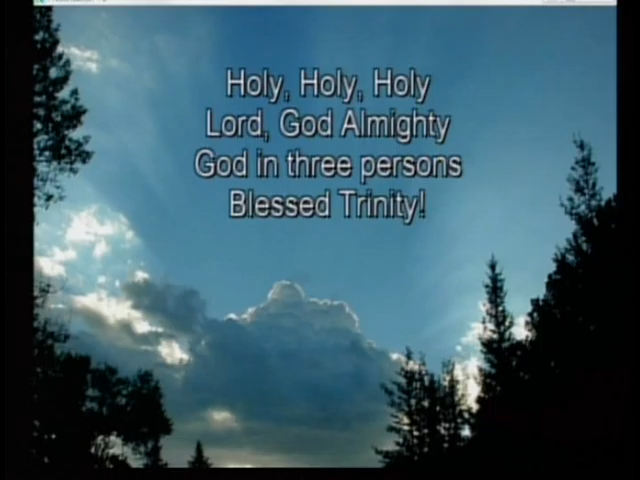 Holy, Holy, Holy
Lord, God Almighty
God in three persons
Blessed Trinity!